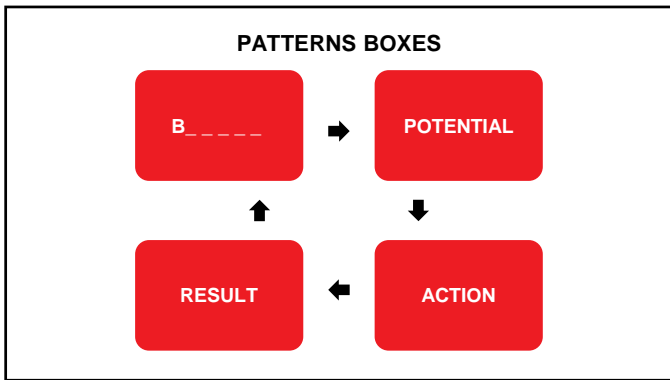 PATTERNS BOXES
B_ _ _ _ _
POTENTIAL
RESULT
ACTION